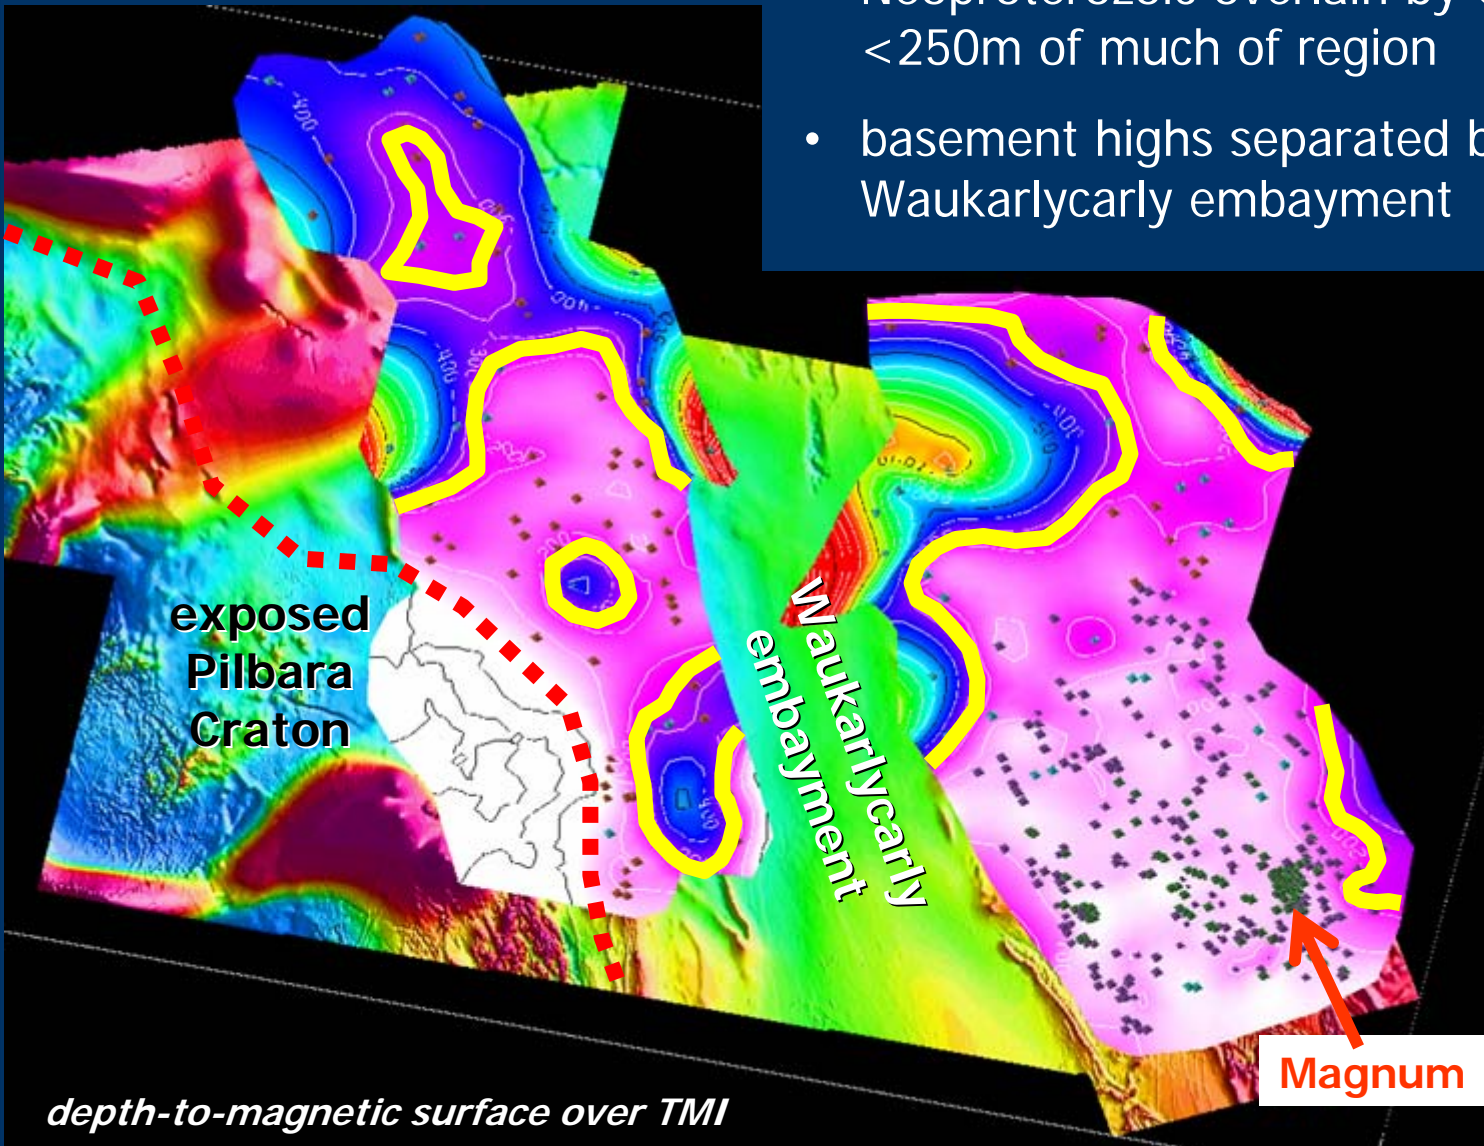 <250m of much of region
• basement highs separated
Waukarlycarly embayment
exposed
Pilbara
Craton
Waukarlycarly
embayment
Magnum
depth-to-magnetic surface over TMI